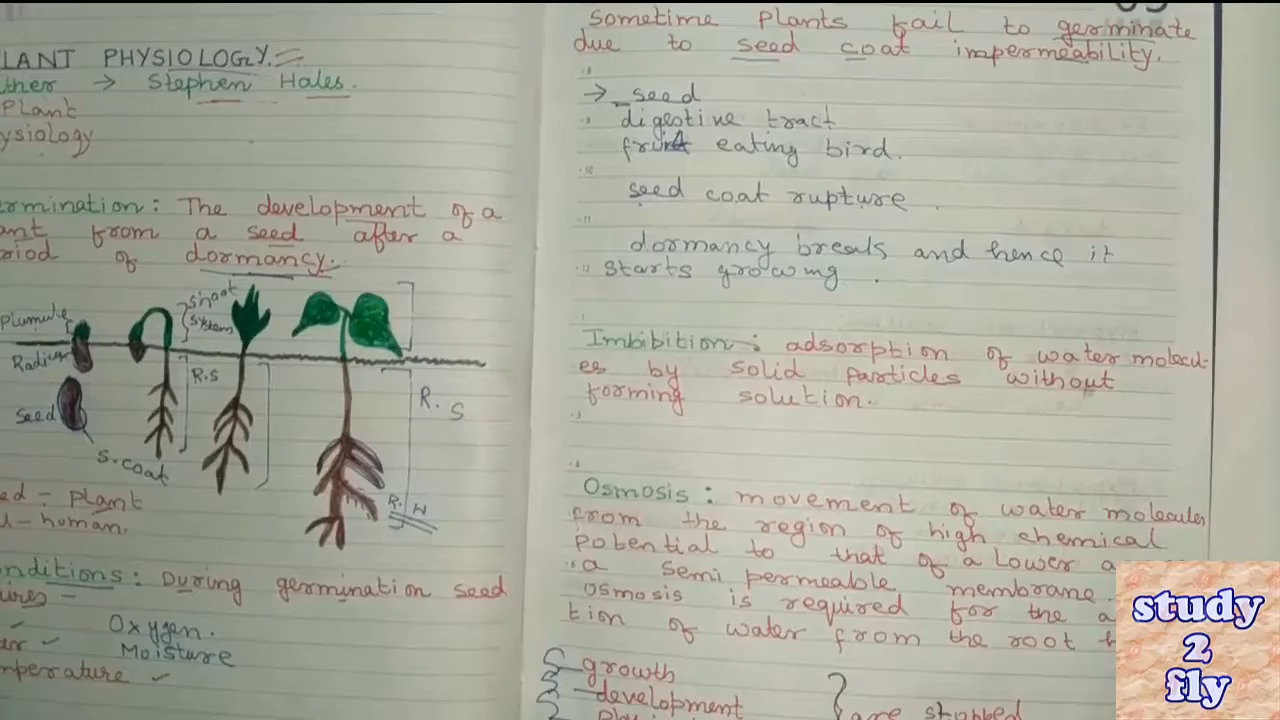 LANT PHYSIOLOGY.
ther → Stephen Hales.
Plant
ysiology
ermination: The development of a
ant from a seed after a
riod of dormancy.
Plumule
Shoot
system
Radium
R.S
R. S
Seed
S. coat
R. H
ed - plant
- human.
onditions: During germination seed
ires -
Oxygen.
Moisture
mperature ✓
sometime plants fail to germinate
due to seed coat impermeability.
→ seed
digestive tract
fruit eating bird.
seed coat rupture.
dormancy breaks and hence it
starts growing.
Imbibition: adsorption of water molecul-
es by solid particles without
forming solution.
Osmosis: movement of water molecules
from the region of high chemical
potential to that of a Lower a
a semi permeable membrane.
osmosis is required for the a
tion of water from the root h
growth
development
are stopped
study
2
fly